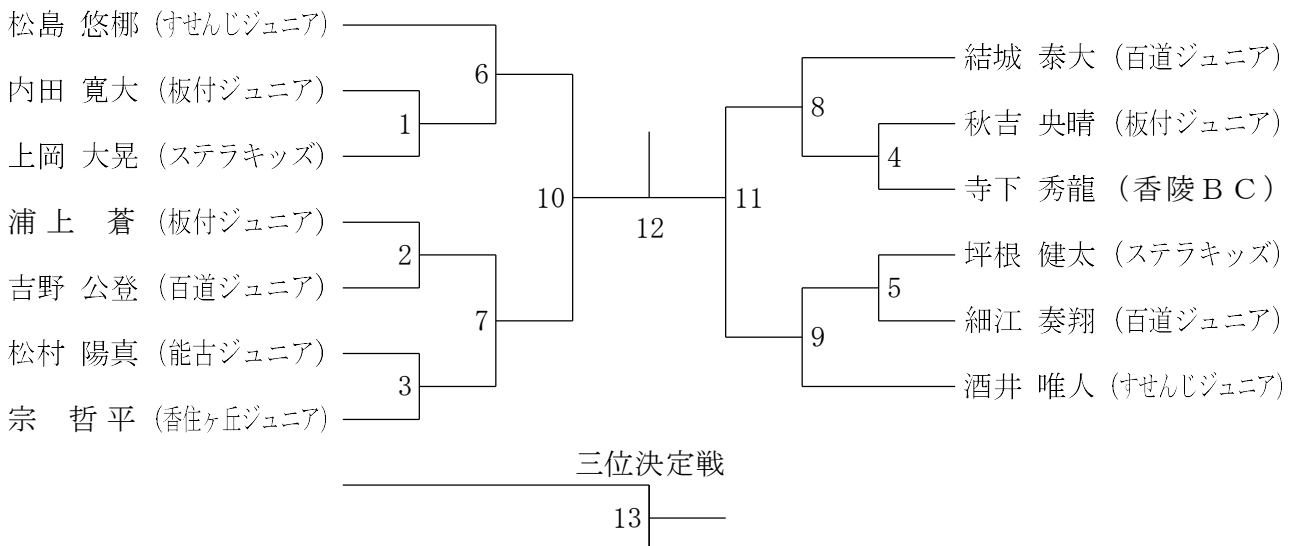 松島 悠梛 (すせんじジュニア)
内田 寛大 (板付ジュニア)
上岡 大晃 (ステラキッズ)
浦上 蒼 (板付ジュニア)
吉野 公登 (百道ジュニア)
松村 陽真 (能古ジュニア)
宗 哲平 (香住ヶ丘ジュニア)
1
2
3
6
7
10
12
11
8
4
5
9
結城 泰大 (百道ジュニア)
秋吉 央晴 (板付ジュニア)
寺下 秀龍 (香陵ＢＣ)
坪根 健太 (ステラキッズ)
細江 奏翔 (百道ジュニア)
酒井 唯人 (すせんじジュニア)
三位決定戦
13